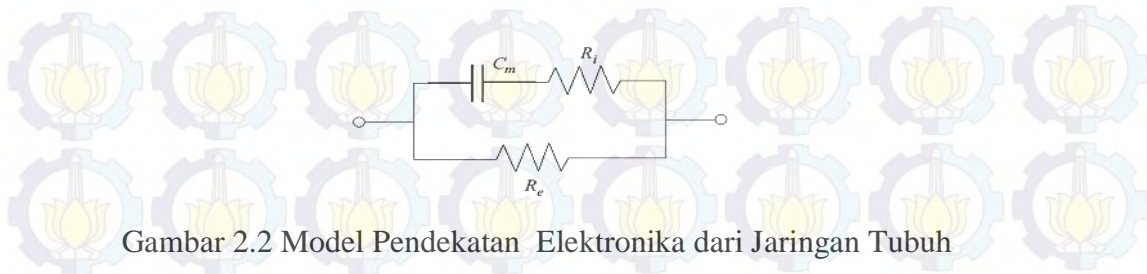 C_m R_i
R_e
Gambar 2.2 Model Pendekatan Elektronika dari Jaringan Tubuh